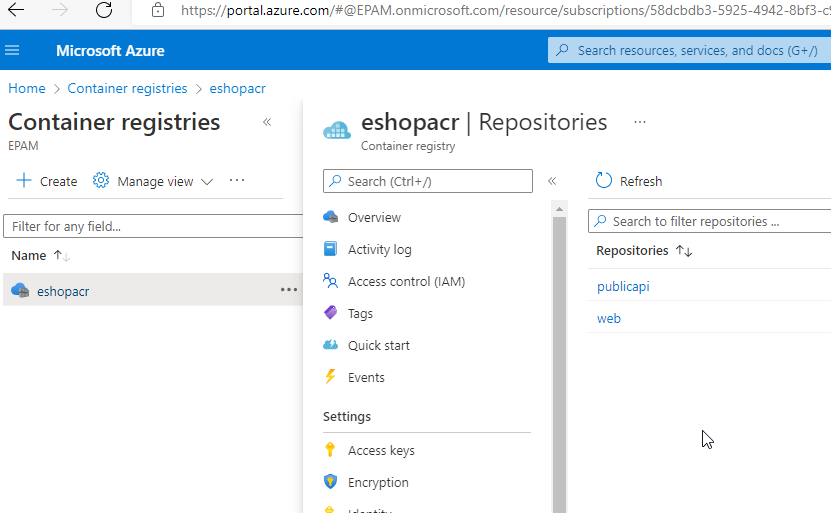 https://portal.azure.com/#@EPAM.onmicrosoft.com/resource/subscriptions/58dcbdb3-5925-4942-8bf3-c
Microsoft Azure
Search resources, services, and docs (G+/)
Home > Container registries > eshopacr
Container registries «
EPAM
+ Create Manage view ...
Filter for any field...
Name ↑↓
eshopacr ...
eshopacr | Repositories ...
Container registry
Search (Ctrl+/) «
Overview
Activity log
Access control (IAM)
Tags
Quick start
Events
Settings
Access keys
Encryption
Identity
Refresh
Search to filter repositories ...
Repositories ↑↓
publicapi
web